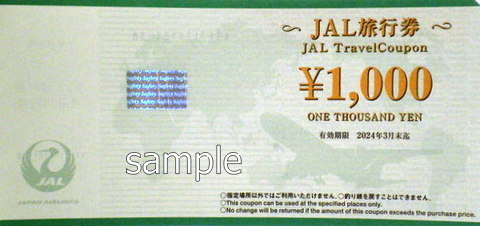 ～ JAL旅行券 ～
JAL TravelCoupon
¥1,000
ONE THOUSAND YEN
有効期限 2024年3月末迄
sample
JAL
JAPAN AIRLINES
○指定場所以外ではご利用いただけません。○釣り銭を戻すことはできません。
○This coupon can be used at the specified places only.
○No change will be returned if the amount of this coupon exceeds the purchase price.